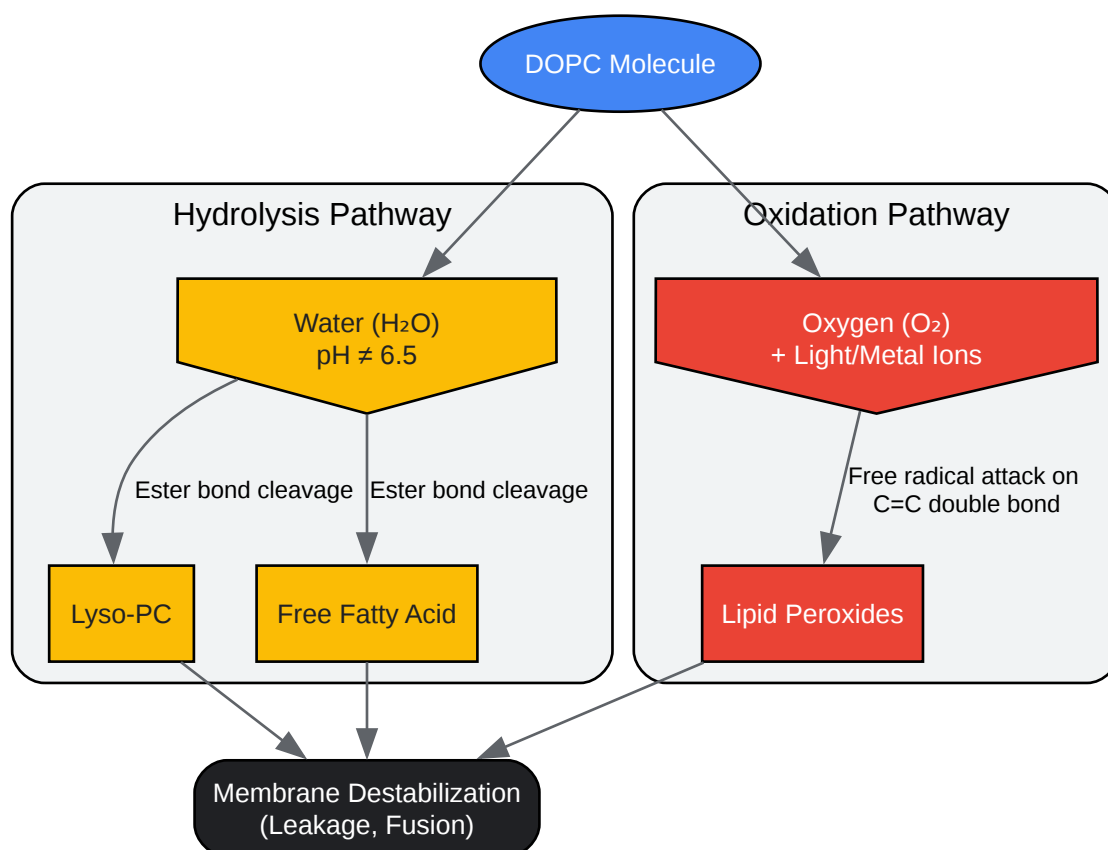 DOPC Molecule
Hydrolysis Pathway
Oxidation Pathway
Water (H₂O)
pH ≠ 6.5
Oxygen (O₂)
+ Light/Metal Ions
Ester bond cleavage
Ester bond cleavage
Free radical attack on
C=C double bond
Lyso-PC
Free Fatty Acid
Lipid Peroxides
Membrane Destabilization
(Leakage, Fusion)